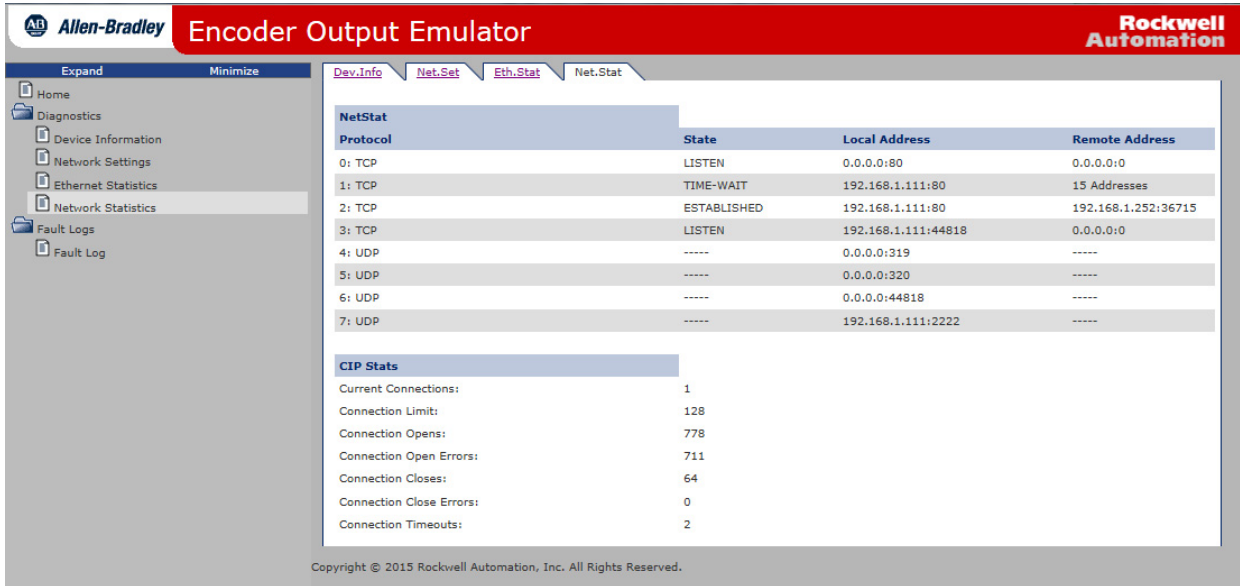 AB Allen-Bradley Encoder Output Emulator Rockwell Automation
Expand Minimize
Home
Diagnostics
Device Information
Network Settings
Ethernet Statistics
Network Statistics
Fault Logs
Fault Log
Dev.Info Net.Set Eth.Stat Net.Stat
NetStat
Protocol State Local Address Remote Address
0: TCP LISTEN 0.0.0.0:80 0.0.0.0:0
1: TCP TIME-WAIT 192.168.1.111:80 15 Addresses
2: TCP ESTABLISHED 192.168.1.111:80 192.168.1.252:36715
3: TCP LISTEN 192.168.1.111:44818 0.0.0.0:0
4: UDP ----- 0.0.0.0:319 -----
5: UDP ----- 0.0.0.0:320 -----
6: UDP ----- 0.0.0.0:44818 -----
7: UDP ----- 192.168.1.111:2222 -----
CIP Stats
Current Connections: 1
Connection Limit: 128
Connection Opens: 778
Connection Open Errors: 711
Connection Closes: 64
Connection Close Errors: 0
Connection Timeouts: 2
Copyright © 2015 Rockwell Automation, Inc. All Rights Reserved.